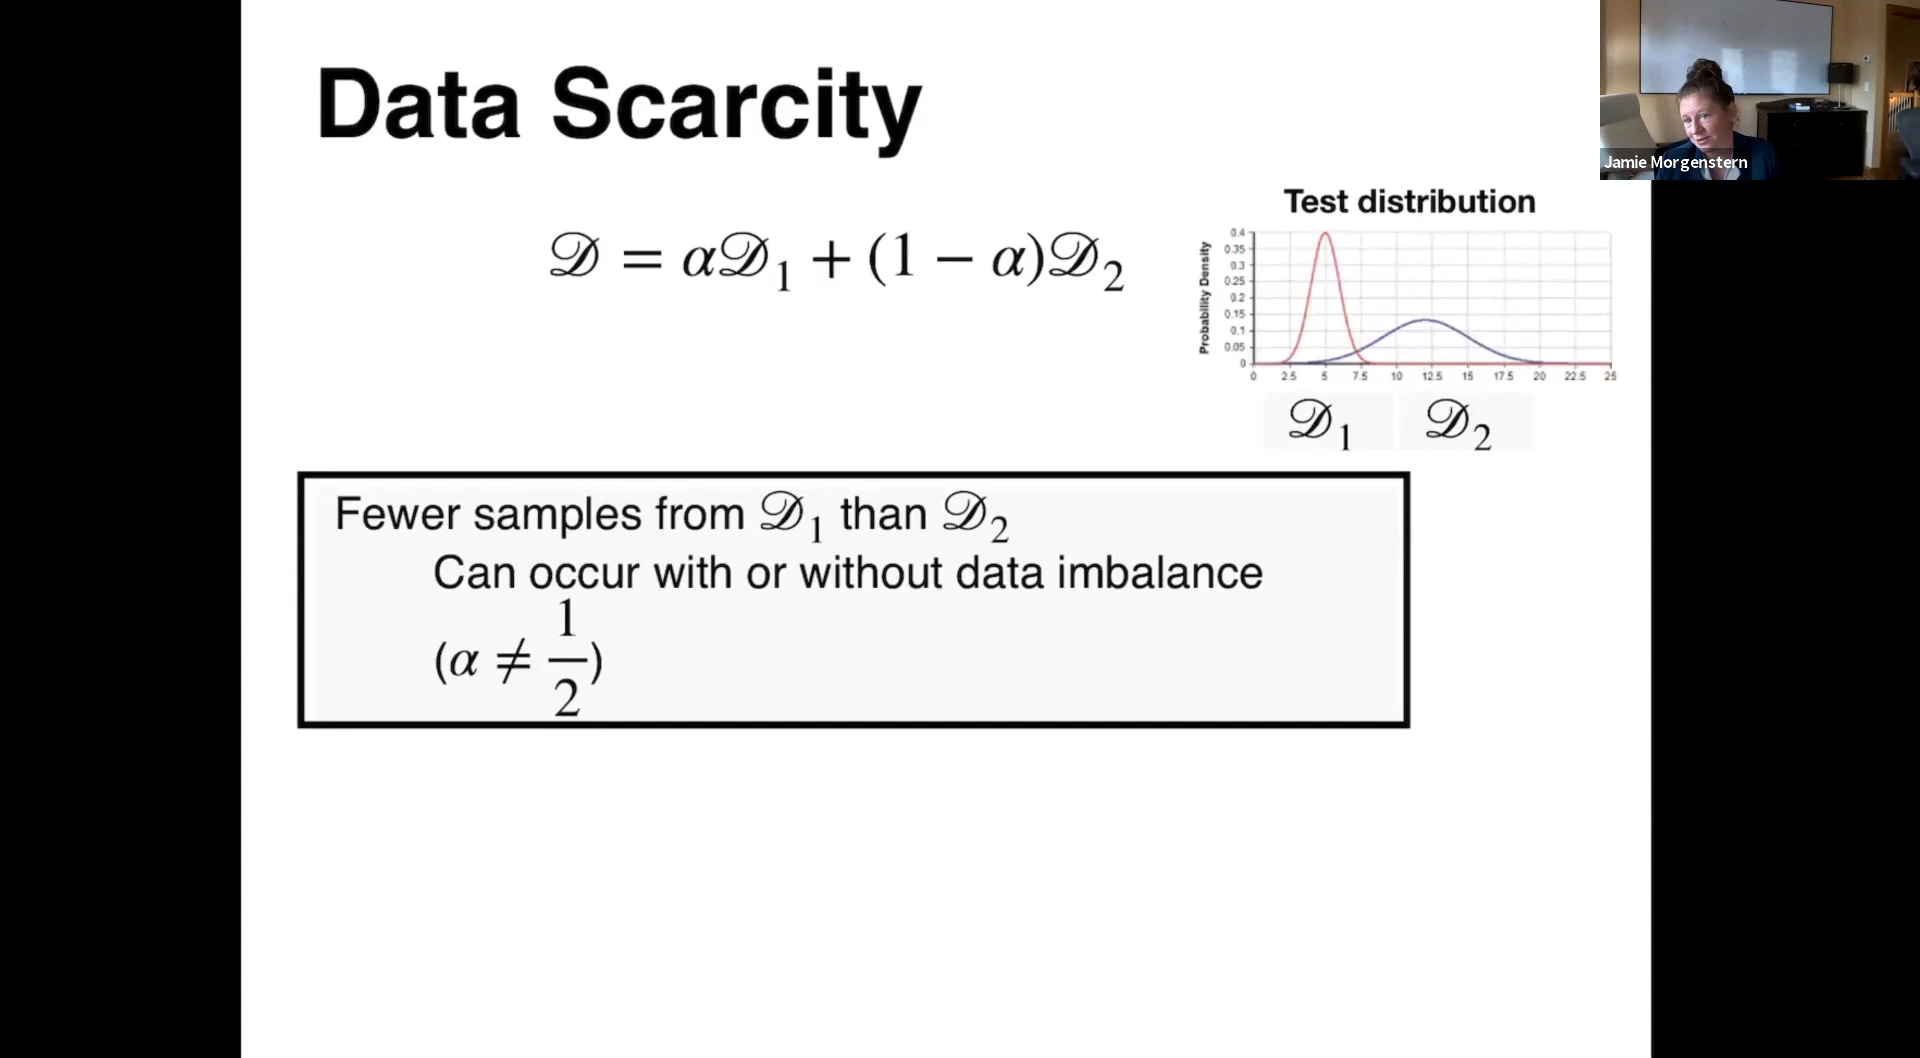 Data Scarcity
𝒟 = α𝒟₁ + (1 − α)𝒟₂
Jamie Morgenstern
Test distribution
Probability Density
0.4
0.35
0.3
0.25
0.2
0.15
0.1
0.05
0
0 2.5 5 7.5 10 12.5 15 17.5 20 22.5 25
𝒟₁ 𝒟₂
Fewer samples from 𝒟₁ than 𝒟₂
Can occur with or without data imbalance
(α ≠ 1/2)